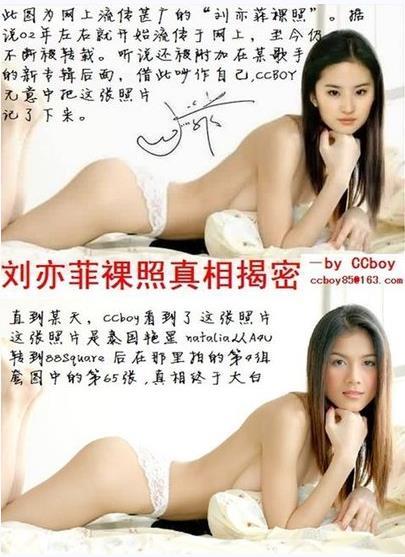 此图为网上流传甚广的“刘亦菲裸照”。据
说02年左右就开始流传于网上,至今仍
不断被转载。听说还被附加在某歌手
的新专辑后面,借此吵作自己,CCBOY
无意中把这张照片
记了下来。
刘亦菲裸照真相揭密
—by CCboy
ccboy85@163.com
直到某天,CCboy看到了这张照片
这张照片是泰国艳星natalia从A4U
转到88Square后在那里拍的第4组
套图中的第65张,真相终于大白